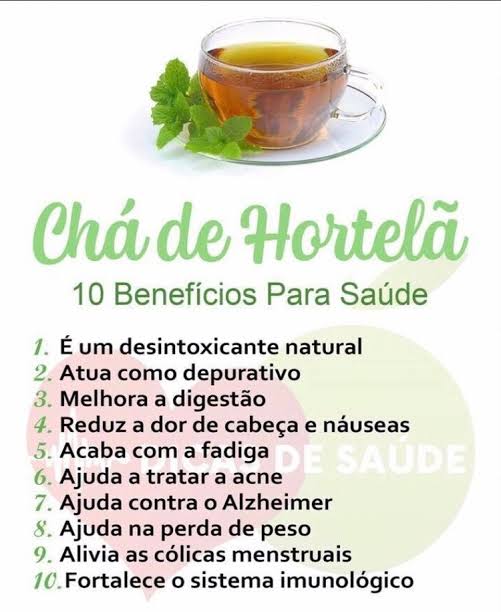 Chá de Hortelã
10 Benefícios Para Saúde
1. É um desintoxicante natural
2. Atua como depurativo
3. Melhora a digestão
4. Reduz a dor de cabeça e náuseas
5. Acaba com a fadiga
6. Ajuda a tratar a acne
7. Ajuda contra o Alzheimer
8. Ajuda na perda de peso
9. Alivia as cólicas menstruais
10. Fortalece o sistema imunológico
DICAS DE SAÚDE